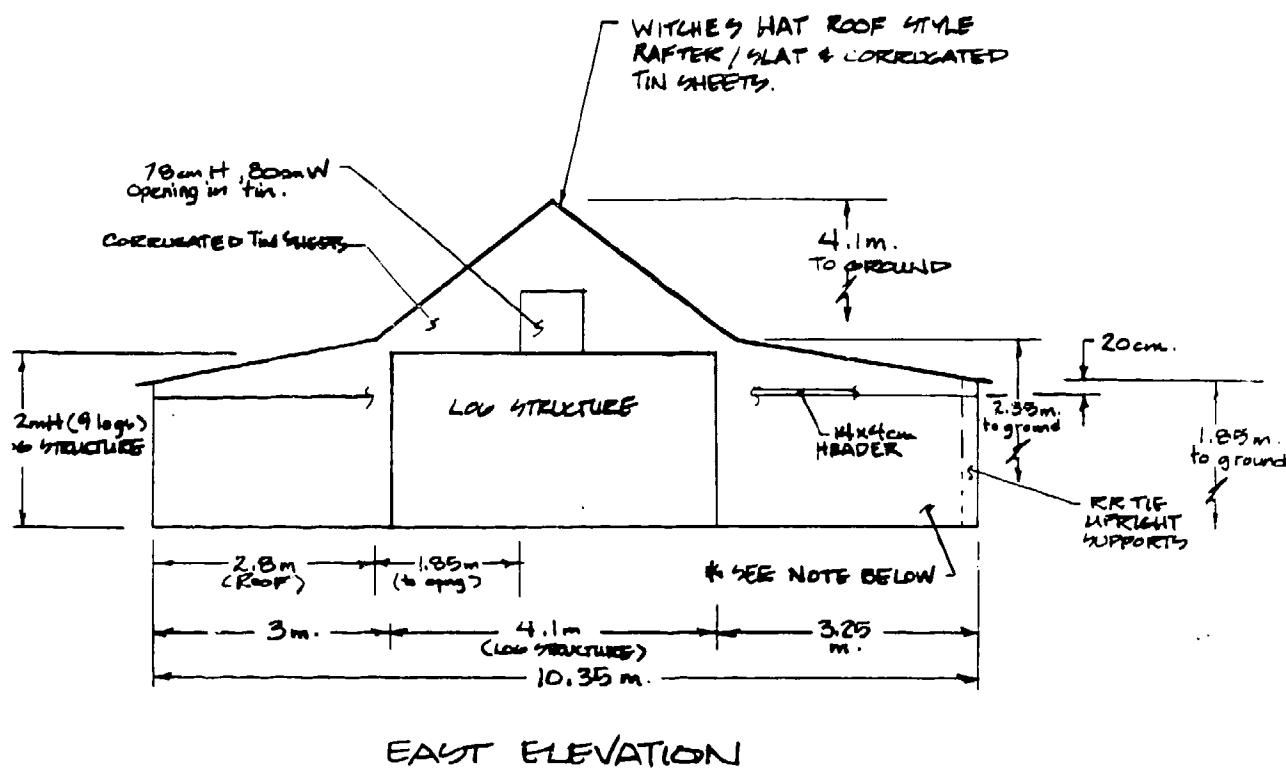 WITCHES HAT ROOF STYLE
RAFTER/SLAT & CORRUGATED
TIN SHEETS.
78cm H, 80cm W
opening in tin.
CORRUGATED TIN SHEETS
4.1m.
TO GROUND
20cm.
2mH (9 logs)
LOG STRUCTURE
LOG STRUCTURE
14x4cm
HEADER
2.35m.
to ground
1.85m.
to ground
RR TIE
UPRIGHT
SUPPORTS
2.8m
(ROOF)
1.85m
(to opng)
* SEE NOTE BELOW
3m.
4.1m
(LOG STRUCTURE)
3.25
m.
10.35m.
EAST ELEVATION